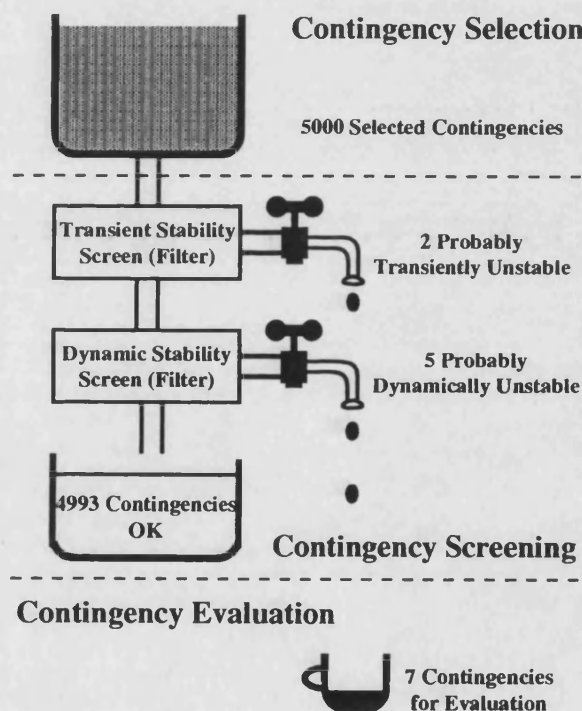 Contingency Selection
5000 Selected Contingencies
Transient Stability
Screen (Filter)
2 Probably
Transiently Unstable
Dynamic Stability
Screen (Filter)
5 Probably
Dynamically Unstable
4993 Contingencies
OK
Contingency Screening
Contingency Evaluation
7 Contingencies
for Evaluation